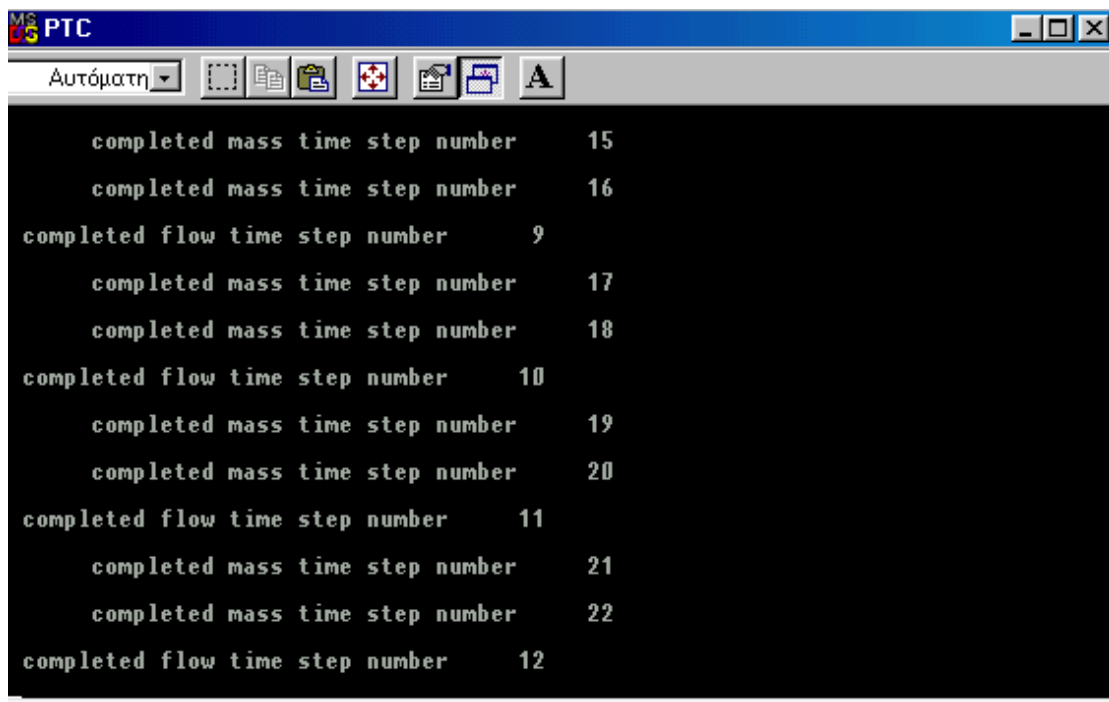 MS DOS PTC
Αυτόματη A
completed mass time step number 15
completed mass time step number 16
completed flow time step number 9
completed mass time step number 17
completed mass time step number 18
completed flow time step number 10
completed mass time step number 19
completed mass time step number 20
completed flow time step number 11
completed mass time step number 21
completed mass time step number 22
completed flow time step number 12